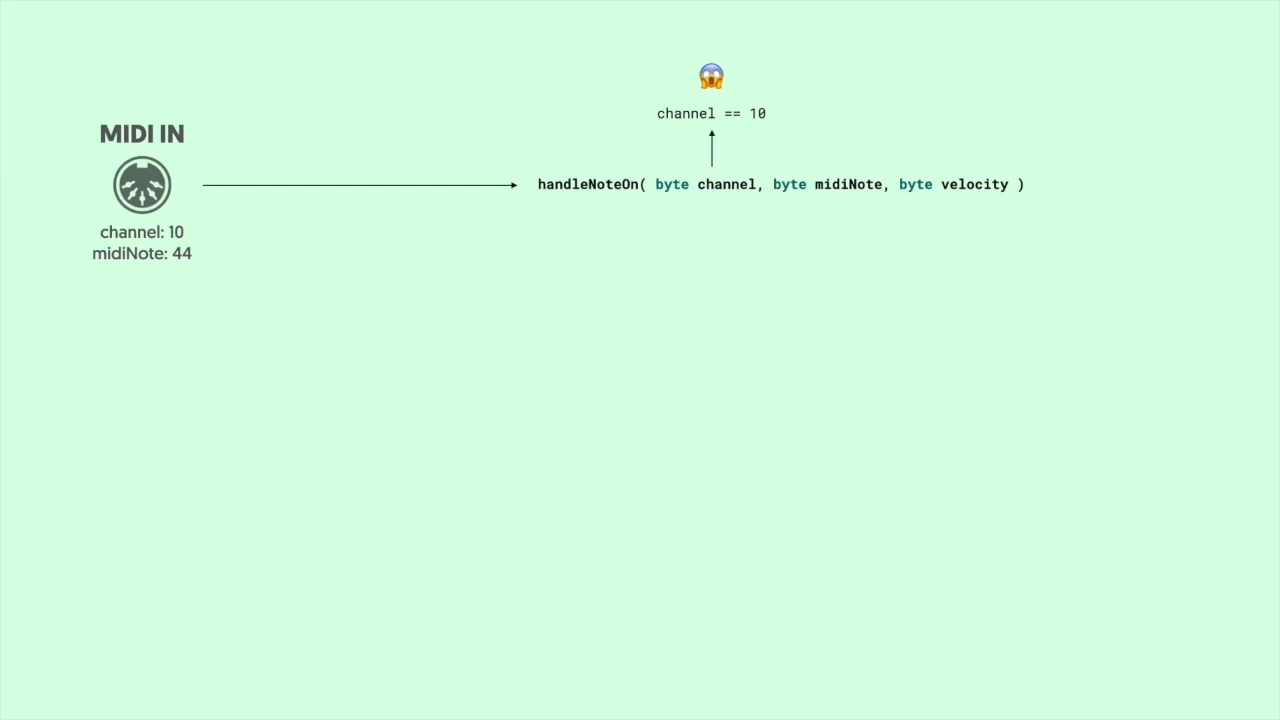 channel == 10
MIDI IN
handleNoteOn( byte channel, byte midiNote, byte velocity )
channel: 10
midiNote: 44